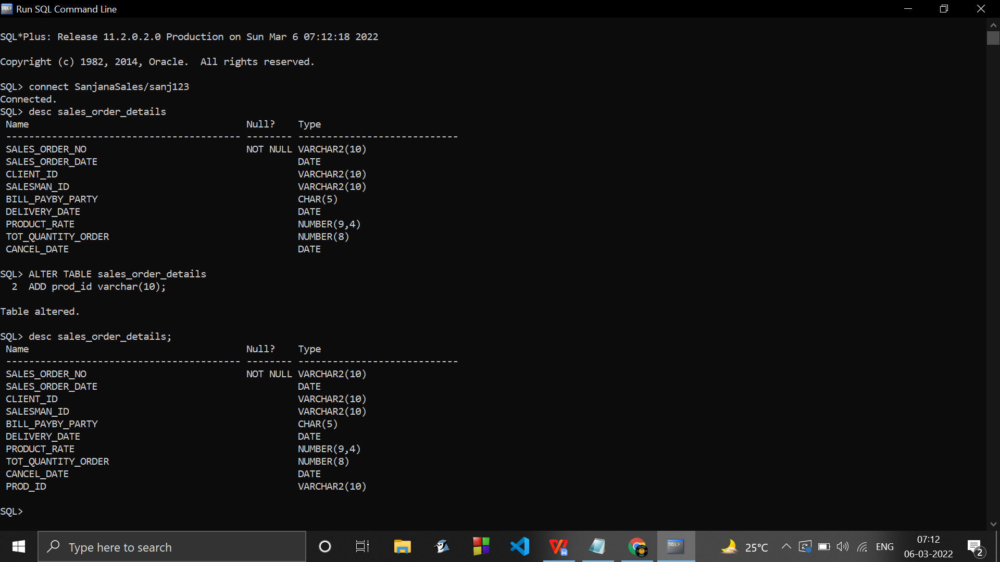 Run SQL Command Line
SQL*Plus: Release 11.2.0.2.0 Production on Sun Mar 6 07:12:18 2022
Copyright (c) 1982, 2014, Oracle.  All rights reserved.
SQL> connect SanjanaSales/sanj123
Connected.
SQL> desc sales_order_details
Name Null? Type
----------------------------------------- -------- ----------------------------
SALES_ORDER_NO NOT NULL VARCHAR2(10)
SALES_ORDER_DATE DATE
CLIENT_ID VARCHAR2(10)
SALESMAN_ID VARCHAR2(10)
BILL_PAYBY_PARTY CHAR(5)
DELIVERY_DATE DATE
PRODUCT_RATE NUMBER(9,4)
TOT_QUANTITY_ORDER NUMBER(8)
CANCEL_DATE DATE
SQL> ALTER TABLE sales_order_details
2 ADD prod_id varchar(10);
Table altered.
SQL> desc sales_order_details;
Name Null? Type
----------------------------------------- -------- ----------------------------
SALES_ORDER_NO NOT NULL VARCHAR2(10)
SALES_ORDER_DATE DATE
CLIENT_ID VARCHAR2(10)
SALESMAN_ID VARCHAR2(10)
BILL_PAYBY_PARTY CHAR(5)
DELIVERY_DATE DATE
PRODUCT_RATE NUMBER(9,4)
TOT_QUANTITY_ORDER NUMBER(8)
CANCEL_DATE DATE
PROD_ID VARCHAR2(10)
SQL>
Type here to search
25°C
ENG
07:12
06-03-2022
2